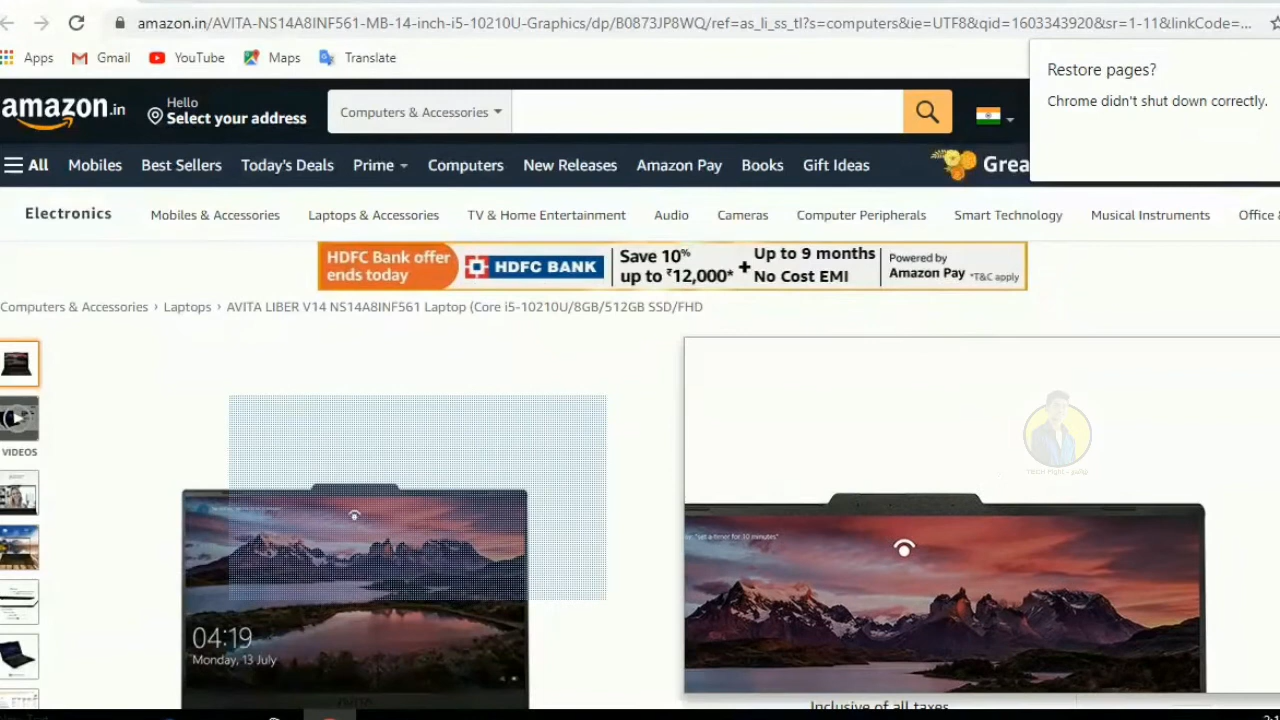 amazon.in/AVITA-NS14A8INF561-MB-14-inch-i5-10210U-Graphics/dp/B0873JP8WQ/ref=as_li_ss_tl?s=computers&ie=UTF8&qid=1603343920&sr=1-11&linkCode=...
Apps Gmail YouTube Maps Translate
Restore pages?
Chrome didn't shut down correctly.
amazon.in
Hello
Select your address
Computers & Accessories
All Mobiles Best Sellers Today's Deals Prime Computers New Releases Amazon Pay Books Gift Ideas Grea
Electronics Mobiles & Accessories Laptops & Accessories TV & Home Entertainment Audio Cameras Computer Peripherals Smart Technology Musical Instruments Office &
HDFC Bank offer
ends today
HDFC BANK
Save 10%
up to ₹12,000*
+
Up to 9 months
No Cost EMI
Powered by
Amazon Pay *T&C apply
Computers & Accessories › Laptops › AVITA LIBER V14 NS14A8INF561 Laptop (Core i5-10210U/8GB/512GB SSD/FHD
VIDEOS
04:19
Monday, 13 July
"set a timer for 30 minutes"
Inclusive of all taxes